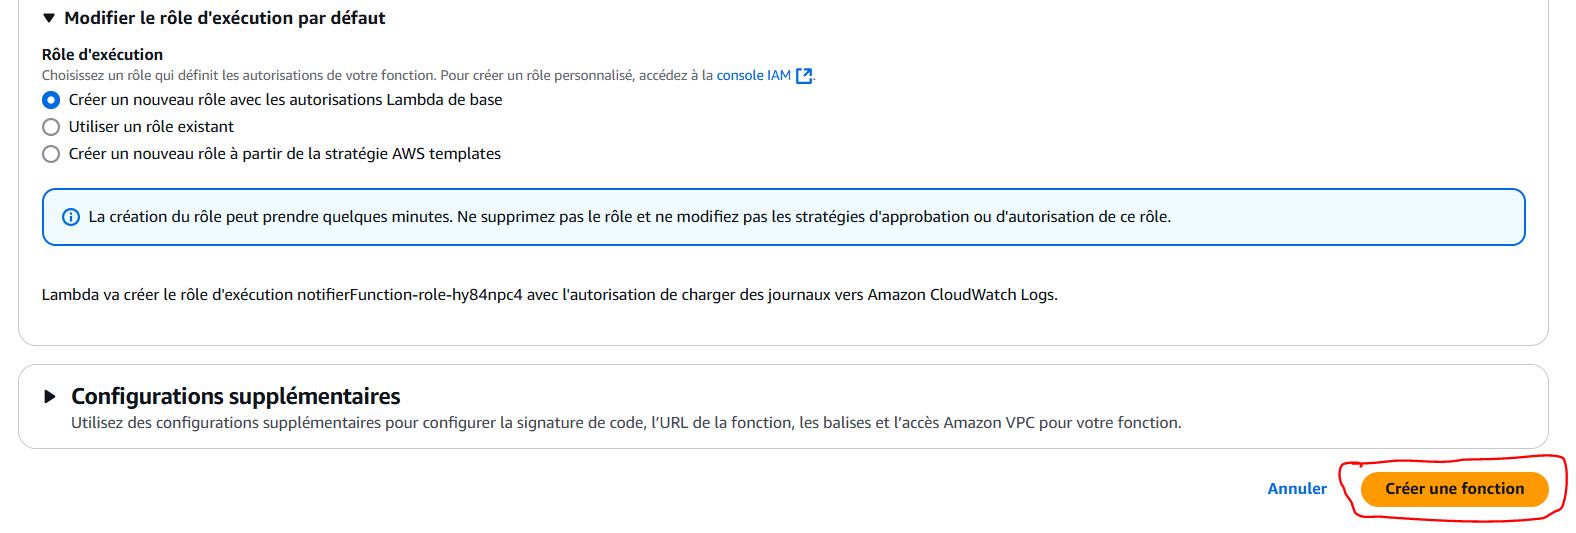 Modifier le rôle d'exécution par défaut
Rôle d'exécution
Choisissez un rôle qui définit les autorisations de votre fonction. Pour créer un rôle personnalisé, accédez à la console IAM.
Créer un nouveau rôle avec les autorisations Lambda de base
Utiliser un rôle existant
Créer un nouveau rôle à partir de la stratégie AWS templates
La création du rôle peut prendre quelques minutes. Ne supprimez pas le rôle et ne modifiez pas les stratégies d'approbation ou d'autorisation de ce rôle.
Lambda va créer le rôle d'exécution notifierFunction-role-hy84npc4 avec l'autorisation de charger des journaux vers Amazon CloudWatch Logs.
Configurations supplémentaires
Utilisez des configurations supplémentaires pour configurer la signature de code, l’URL de la fonction, les balises et l’accès Amazon VPC pour votre fonction.
Annuler Créer une fonction